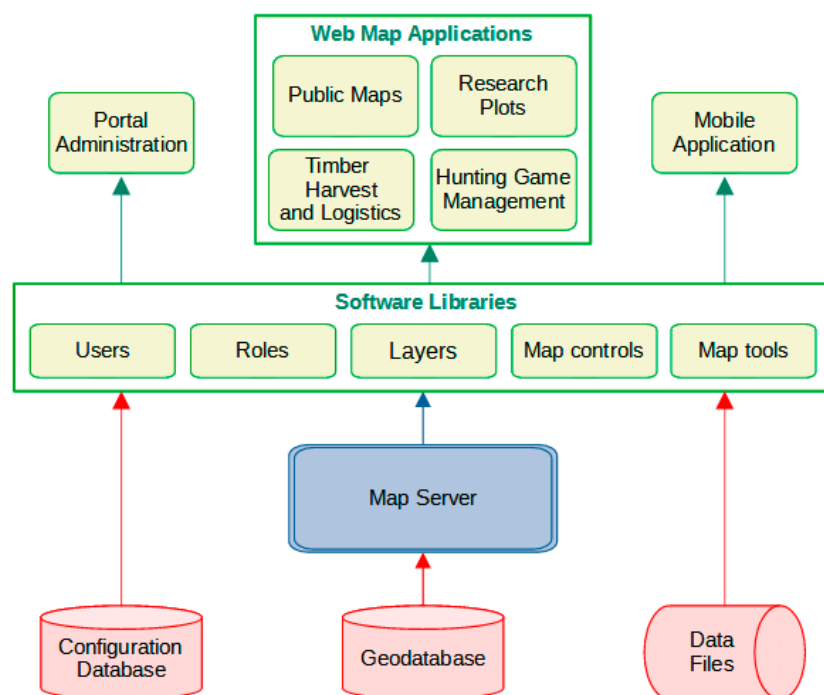 Web Map Applications
Public Maps
Research
Plots
Timber
Harvest
and Logistics
Hunting Game
Management
Portal
Administration
Mobile
Application
Software Libraries
Users
Roles
Layers
Map controls
Map tools
Map Server
Configuration
Database
Geodatabase
Data
Files